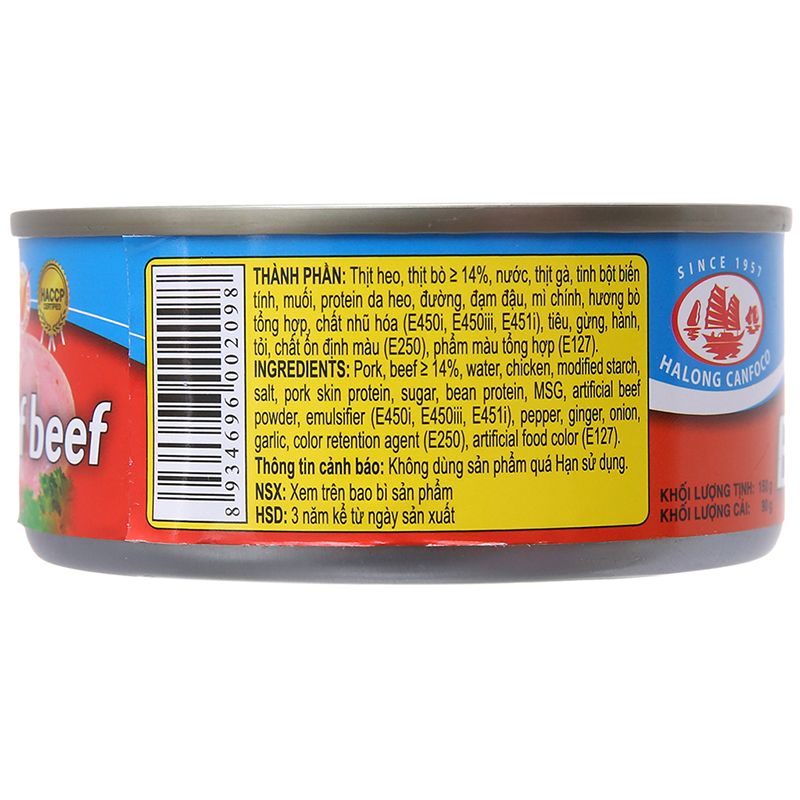 HACCP
CERTIFIED
beef
8934696002098
THÀNH PHẦN: Thịt heo, thịt bò ≥ 14%, nước, thịt gà, tinh bột biến
tính, muối, protein da heo, đường, đạm đậu, mì chính, hương bò
tổng hợp, chất nhũ hóa (E450i, E450iii, E451i), tiêu, gừng, hành,
tỏi, chất ổn định màu (E250), phẩm màu tổng hợp (E127).
INGREDIENTS: Pork, beef ≥ 14%, water, chicken, modified starch,
salt, pork skin protein, sugar, bean protein, MSG, artificial beef
powder, emulsifier (E450i, E450iii, E451i), pepper, ginger, onion,
garlic, color retention agent (E250), artificial food color (E127).
Thông tin cảnh báo: Không dùng sản phẩm quá Hạn sử dụng.
NSX: Xem trên bao bì sản phẩm
HSD: 3 năm kể từ ngày sản xuất
SINCE 1957
HALONG CANFOCO
KHỐI LƯỢNG TỊNH: 150 g
KHỐI LƯỢNG CÁI: 90 g